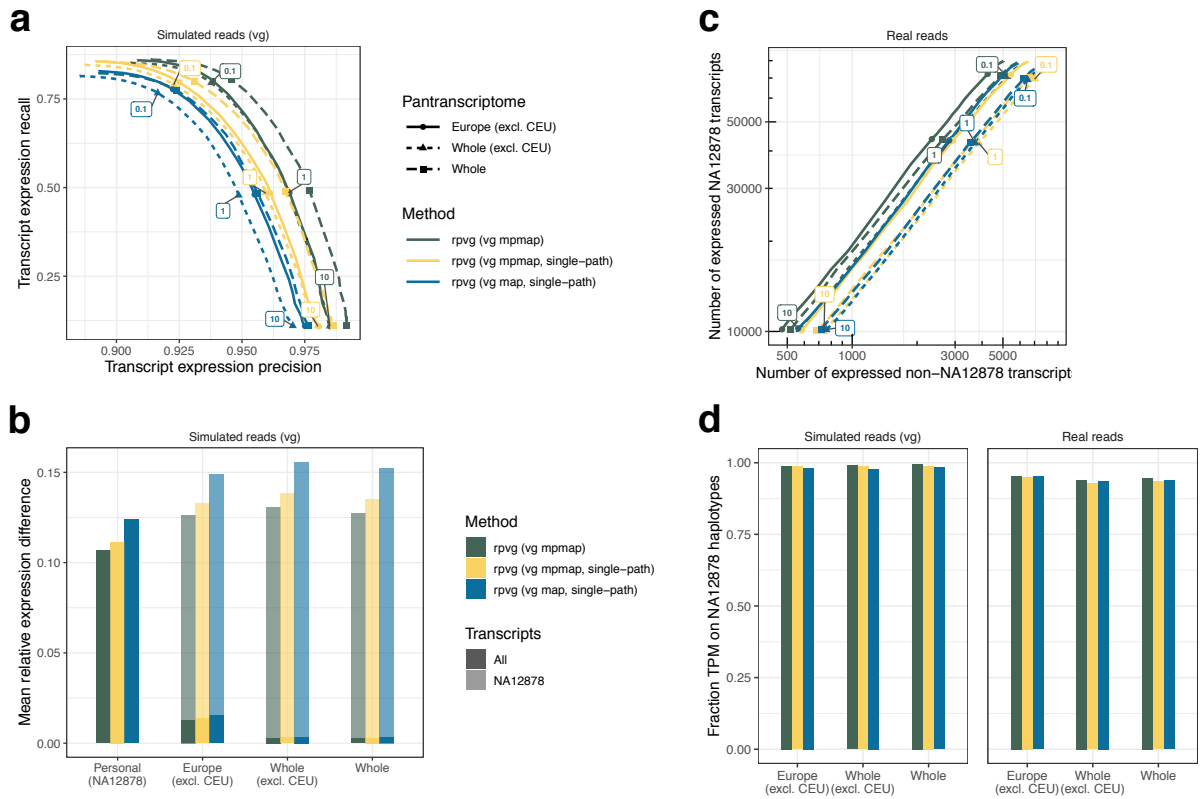 a
Simulated reads (vg)
Transcript expression recall
0.75
0.50
0.25
0.1
0.1
0.1
1
1
1
10
10
10
0.900
0.925
0.950
0.975
Transcript expression precision
Pantranscriptome
Europe (excl. CEU)
Whole (excl. CEU)
Whole
Method
rpvg (vg mpmap)
rpvg (vg mpmap, single−path)
rpvg (vg map, single−path)
c
Real reads
Number of expressed NA12878 transcripts
50000
30000
10000
0.1
0.1
0.1
1
1
1
10
10
10
500
1000
3000
5000
Number of expressed non−NA12878 transcript
b
Simulated reads (vg)
Mean relative expression difference
0.15
0.10
0.05
0.00
Personal
(NA12878)
Europe
(excl. CEU)
Whole
(excl. CEU)
Whole
Method
rpvg (vg mpmap)
rpvg (vg mpmap, single−path)
rpvg (vg map, single−path)
Transcripts
All
NA12878
d
Simulated reads (vg)
Real reads
Fraction TPM on NA12878 haplotypes
1.00
0.75
0.50
0.25
0.00
Europe
(excl. CEU)
Whole
(excl. CEU)
Whole
Europe
(excl. CEU)
Whole
(excl. CEU)
Whole